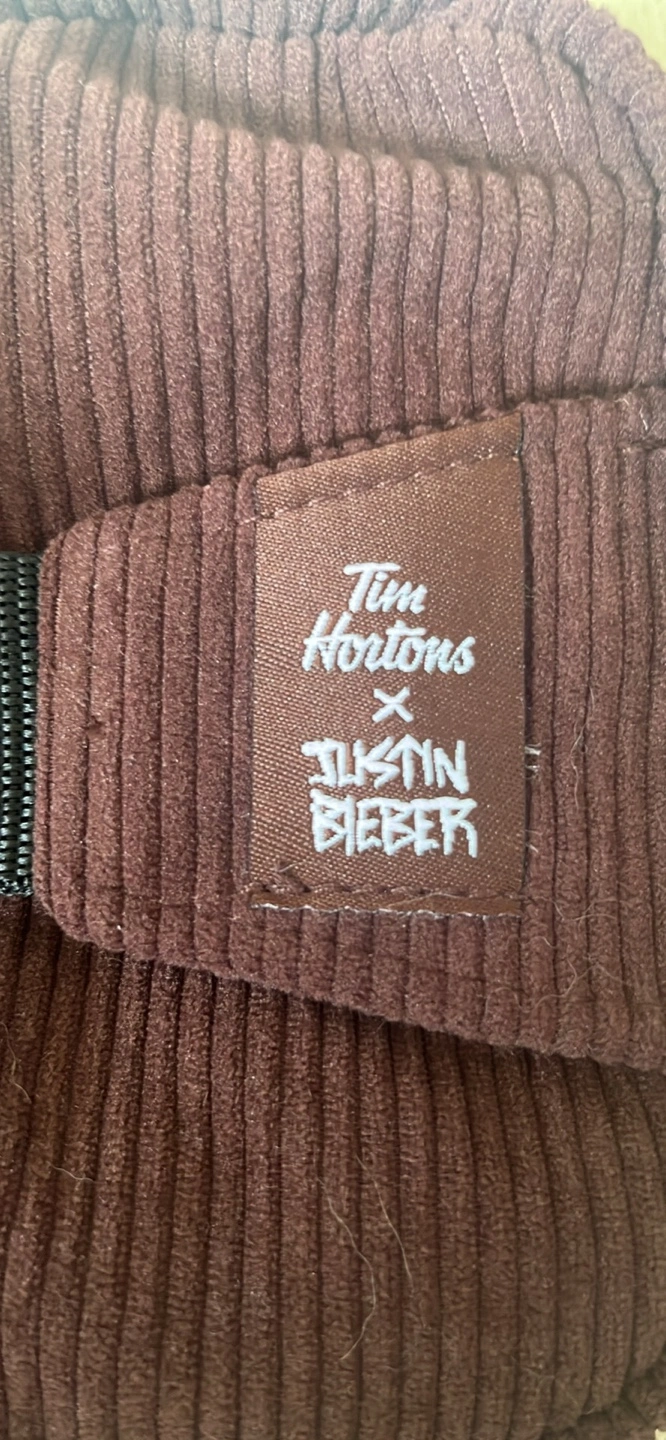 Tim
Hortons
X
JUSTIN
BIEBER